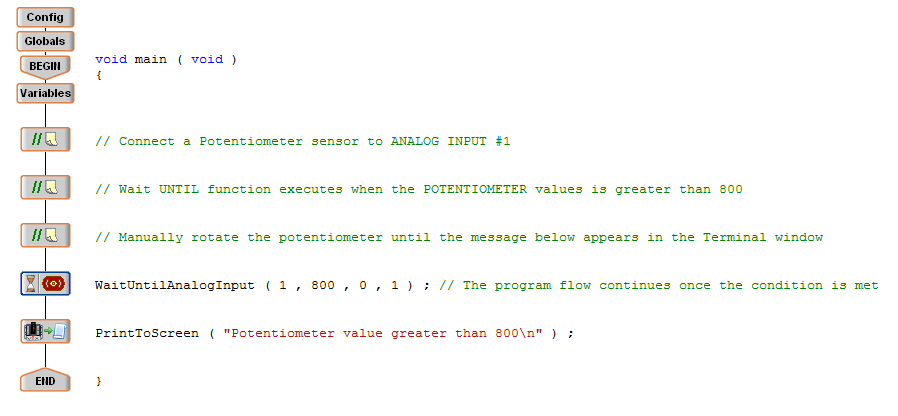 Config
Globals
BEGIN
void main ( void )
{
Variables
// // Connect a Potentiometer sensor to ANALOG INPUT #1
// // Wait UNTIL function executes when the POTENTIOMETER values is greater than 800
// // Manually rotate the potentiometer until the message below appears in the Terminal window
WaitUntilAnalogInput ( 1 , 800 , 0 , 1 ) ; // The program flow continues once the condition is met
PrintToScreen ( "Potentiometer value greater than 800\n" ) ;
END }